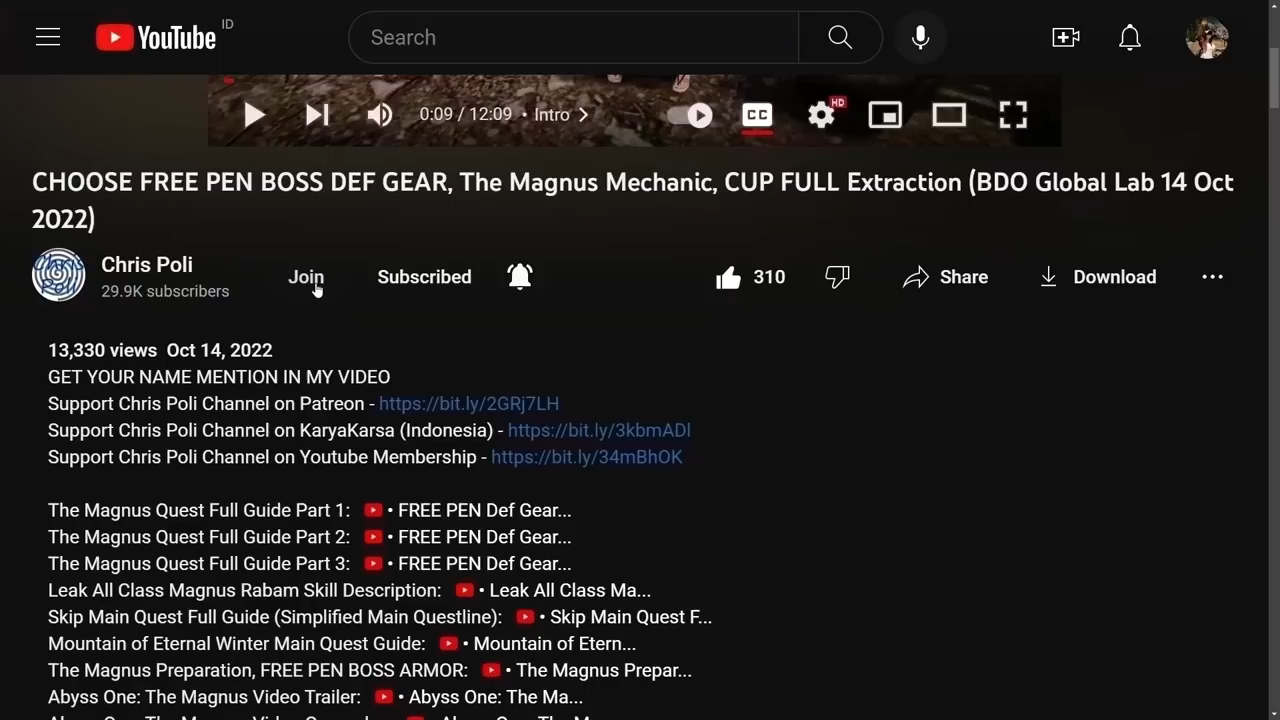 YouTube ID
Search
0:09 / 12:09 • Intro
CC
HD
CHOOSE FREE PEN BOSS DEF GEAR, The Magnus Mechanic, CUP FULL Extraction (BDO Global Lab 14 Oct
2022)
Chris Poli
29.9K subscribers
Join
Subscribed
310
Share
Download
13,330 views Oct 14, 2022
GET YOUR NAME MENTION IN MY VIDEO
Support Chris Poli Channel on Patreon - https://bit.ly/2GRj7LH
Support Chris Poli Channel on KaryaKarsa (Indonesia) - https://bit.ly/3kbmADl
Support Chris Poli Channel on Youtube Membership - https://bit.ly/34mBhOK
The Magnus Quest Full Guide Part 1: • FREE PEN Def Gear...
The Magnus Quest Full Guide Part 2: • FREE PEN Def Gear...
The Magnus Quest Full Guide Part 3: • FREE PEN Def Gear...
Leak All Class Magnus Rabam Skill Description: • Leak All Class Ma...
Skip Main Quest Full Guide (Simplified Main Questline): • Skip Main Quest F...
Mountain of Eternal Winter Main Quest Guide: • Mountain of Etern...
The Magnus Preparation, FREE PEN BOSS ARMOR: • The Magnus Prepar...
Abyss One: The Magnus Video Trailer: • Abyss One: The Ma...